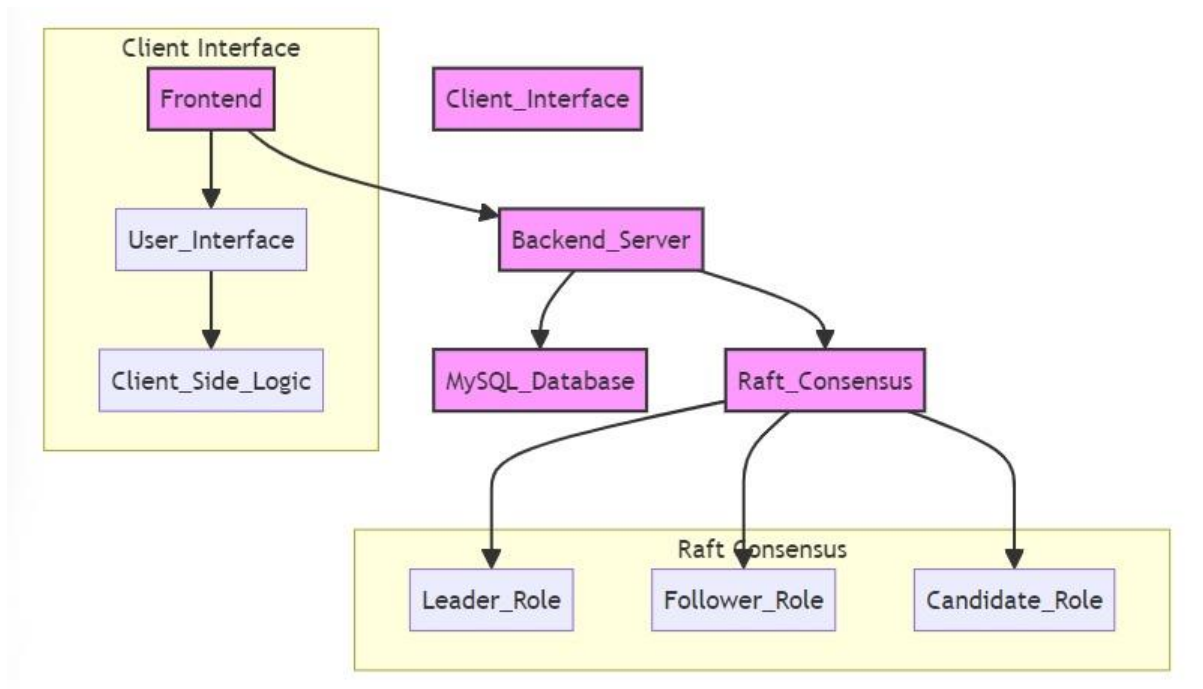 Client Interface
Frontend
Client_Interface
User_Interface
Backend_Server
Client_Side_Logic
MySQL_Database
Raft_Consensus
Raft Consensus
Leader_Role
Follower_Role
Candidate_Role